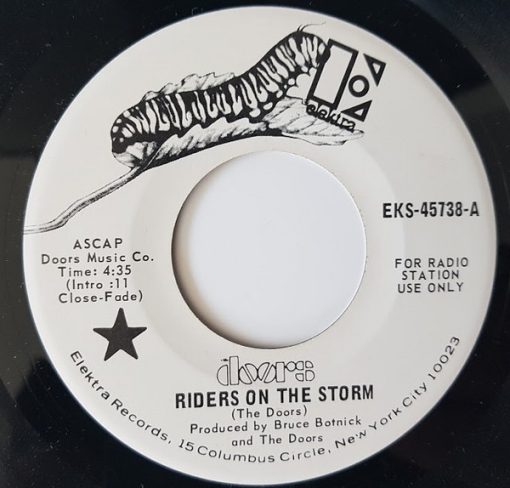 elektra
EKS-45738-A
ASCAP
Doors Music Co.
Time: 4:35
(Intro :11
Close-Fade)
FOR RADIO
STATION
USE ONLY
doors
RIDERS ON THE STORM
(The Doors)
Produced by Bruce Botnick
and The Doors
Elektra Records, 15 Columbus Circle, New York City 10023